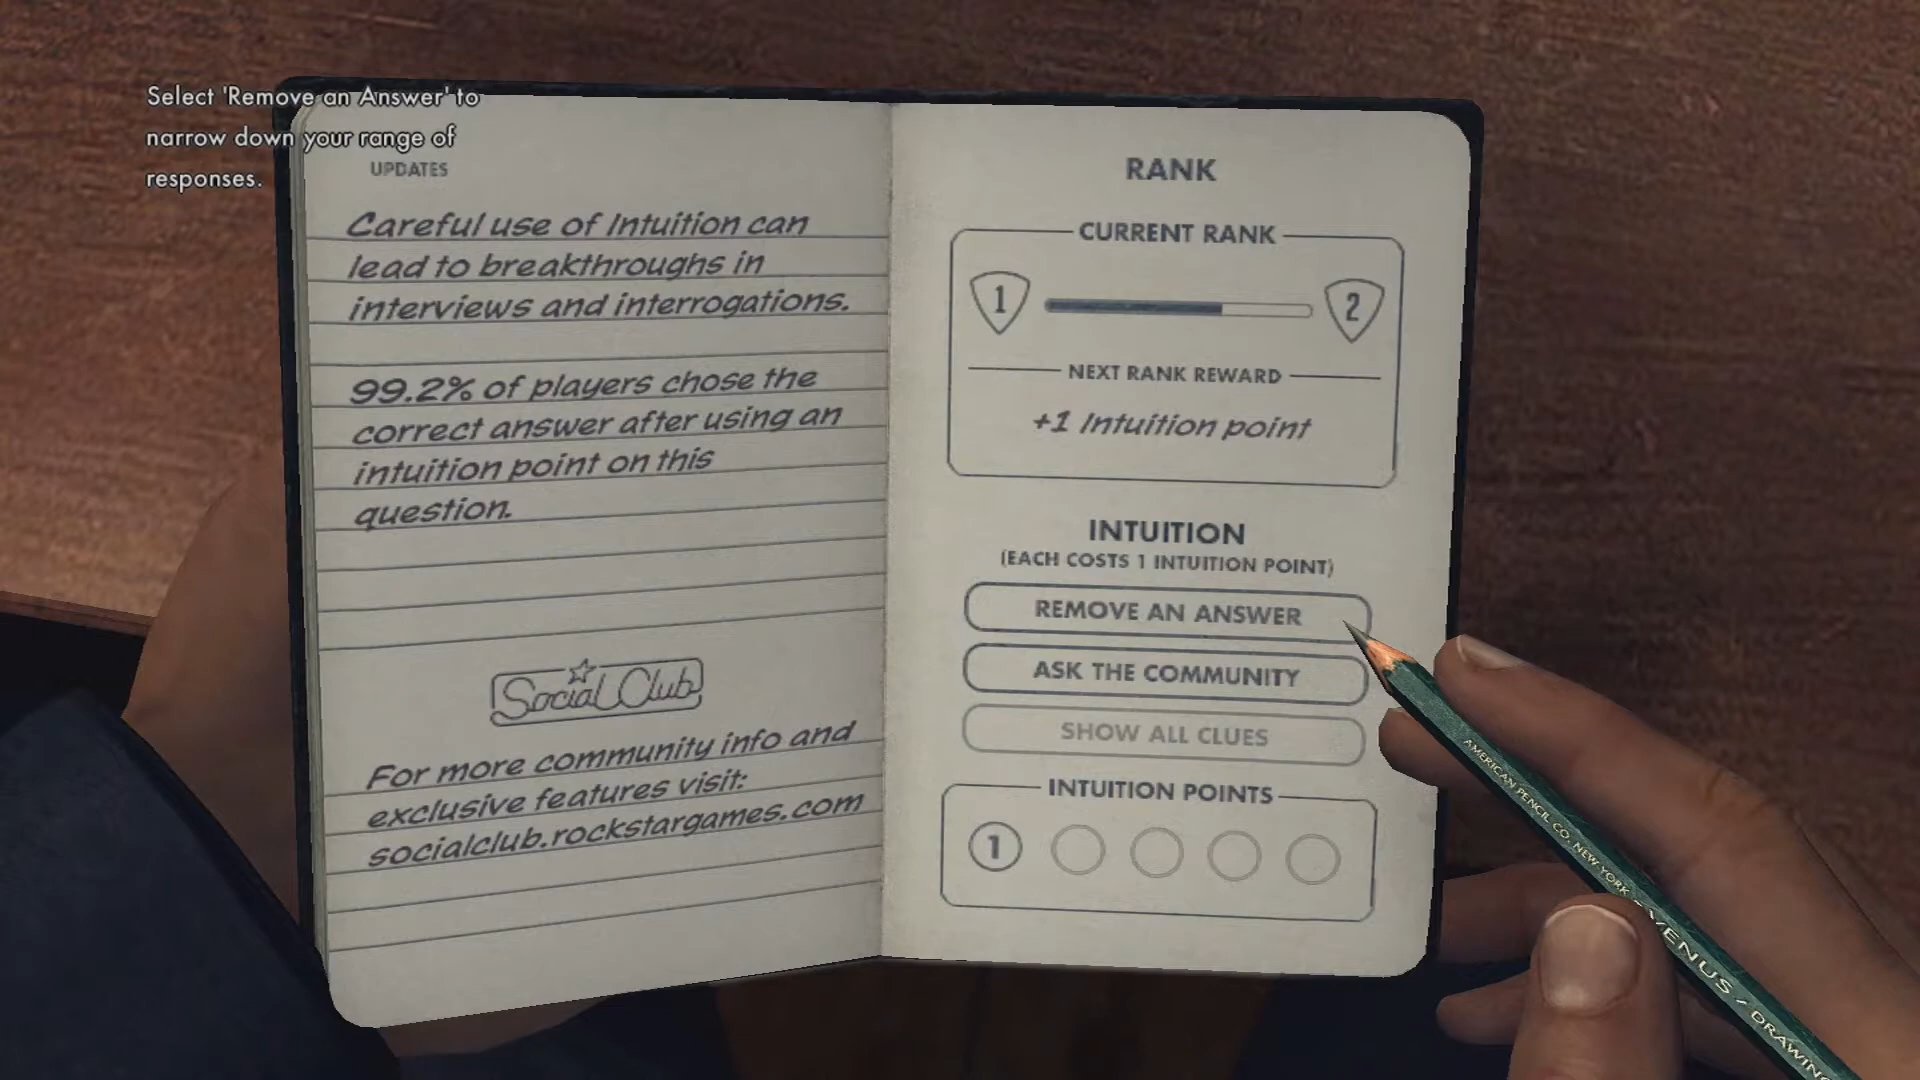 Select 'Remove an Answer' to
narrow down your range of
responses.
UPDATES
Careful use of Intuition can
lead to breakthroughs in
interviews and interrogations.
99.2% of players chose the
correct answer after using an
intuition point on this
question.
Social Club
For more community info and
exclusive features visit:
socialclub.rockstargames.com
RANK
CURRENT RANK
1 2
NEXT RANK REWARD
+1 Intuition point
INTUITION
(EACH COSTS 1 INTUITION POINT)
REMOVE AN ANSWER
ASK THE COMMUNITY
SHOW ALL CLUES
INTUITION POINTS
1
AMERICAN PENCIL CO. NEW YORK VENUS / DRAWING